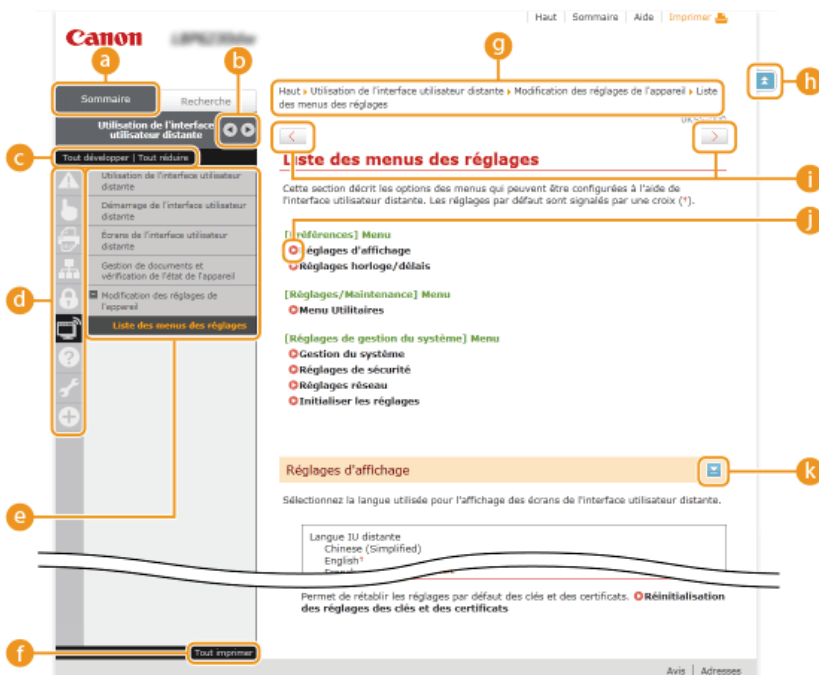 Haut | Sommaire | Aide | Imprimer
Canon
a
b
g
h
Sommaire
Recherche
Haut Utilisation de l'interface utilisateur distante Modification des réglages de l'appareil Liste
des menus des réglages
Utilisation de l'interface
utilisateur distante
c
Tout développer | Tout réduire
Liste des menus des réglages
i
Utilisation de l'interface utilisateur
distante
Démarrage de l'interface utilisateur
distante
Écrans de l'interface utilisateur
distante
Gestion de documents et
vérification de l'état de l'appareil
Modification des réglages de
l'appareil
Liste des menus des réglages
d
e
Cette section décrit les options des menus qui peuvent être configurées à l'aide de
l'interface utilisateur distante. Les réglages par défaut sont signalés par une croix (*).
j
[Préférences] Menu
Réglages d'affichage
Réglages horloge/délais
[Réglages/Maintenance] Menu
Menu Utilitaires
[Réglages de gestion du système] Menu
Gestion du système
Réglages de sécurité
Réglages réseau
Initialiser les réglages
Réglages d'affichage
k
Sélectionnez la langue utilisée pour l'affichage des écrans de l'interface utilisateur distante.
Langue IU distante
Chinese (Simplified)
English*
Permet de rétablir les réglages par défaut des clés et des certificats. Réinitialisation
des réglages des clés et des certificats
f
Tout imprimer
Avis | Adresses